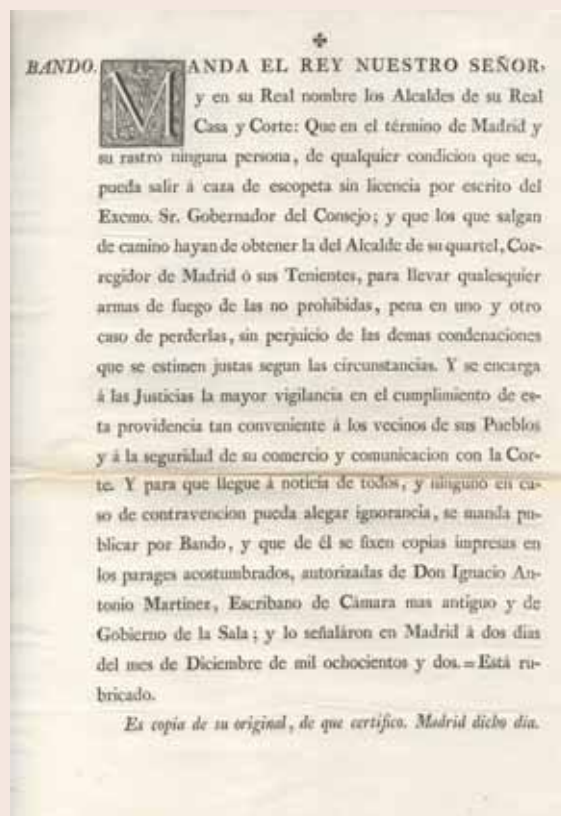 BANDO. MANDA EL REY NUESTRO SEÑOR,
y en su Real nombre los Alcaldes de su Real
Casa y Corte: Que en el término de Madrid y
su rastro ninguna persona, de qualquier condicion que sea,
pueda salir á caza de escopeta sin licencia por escrito del
Exemo. Sr. Gobernador del Consejo; y que los que salgan
de camino hayan de obtener la del Alcalde de su quartel, Cor-
regidor de Madrid ó sus Tenientes, para llevar qualesquier
armas de fuego de las no prohibidas, pena en uno y otro
caso de perderlas, sin perjuicio de las demas condenaciones
que se estimen justas segun las circunstancias. Y se encarga
á las Justicias la mayor vigilancia en el cumplimiento de es-
ta providencia tan conveniente á los vecinos de sus Pueblos
y á la seguridad de su comercio y comunicacion con la Cor-
te. Y para que llegue á noticia de todos, y ninguno en ca-
so de contravencion pueda alegar ignorancia, se manda pu-
blicar por Bando, y que de él se fixen copias impresas en
los parages acostumbrados, autorizadas de Don Ignacio An-
tonio Martinez, Escribano de Cámara mas antiguo y de
Gobierno de la Sala; y lo señaláron en Madrid á dos dias
del mes de Diciembre de mil ochocientos y dos.=Está ru-
bricado.
Es copia de su original, de que certifico. Madrid dicho dia.